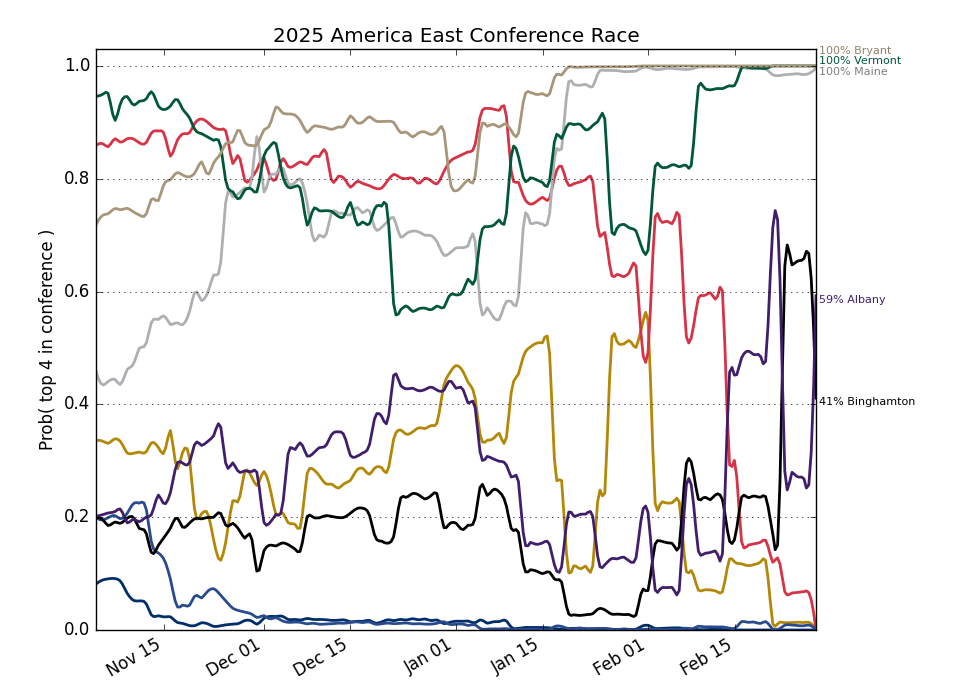 2025 America East Conference Race
Prob( top 4 in conference )
1.0
0.8
0.6
0.4
0.2
0.0
Nov 15
Dec 01
Dec 15
Jan 01
Jan 15
Feb 01
Feb 15
100% Bryant
100% Vermont
100% Maine
59% Albany
41% Binghamton